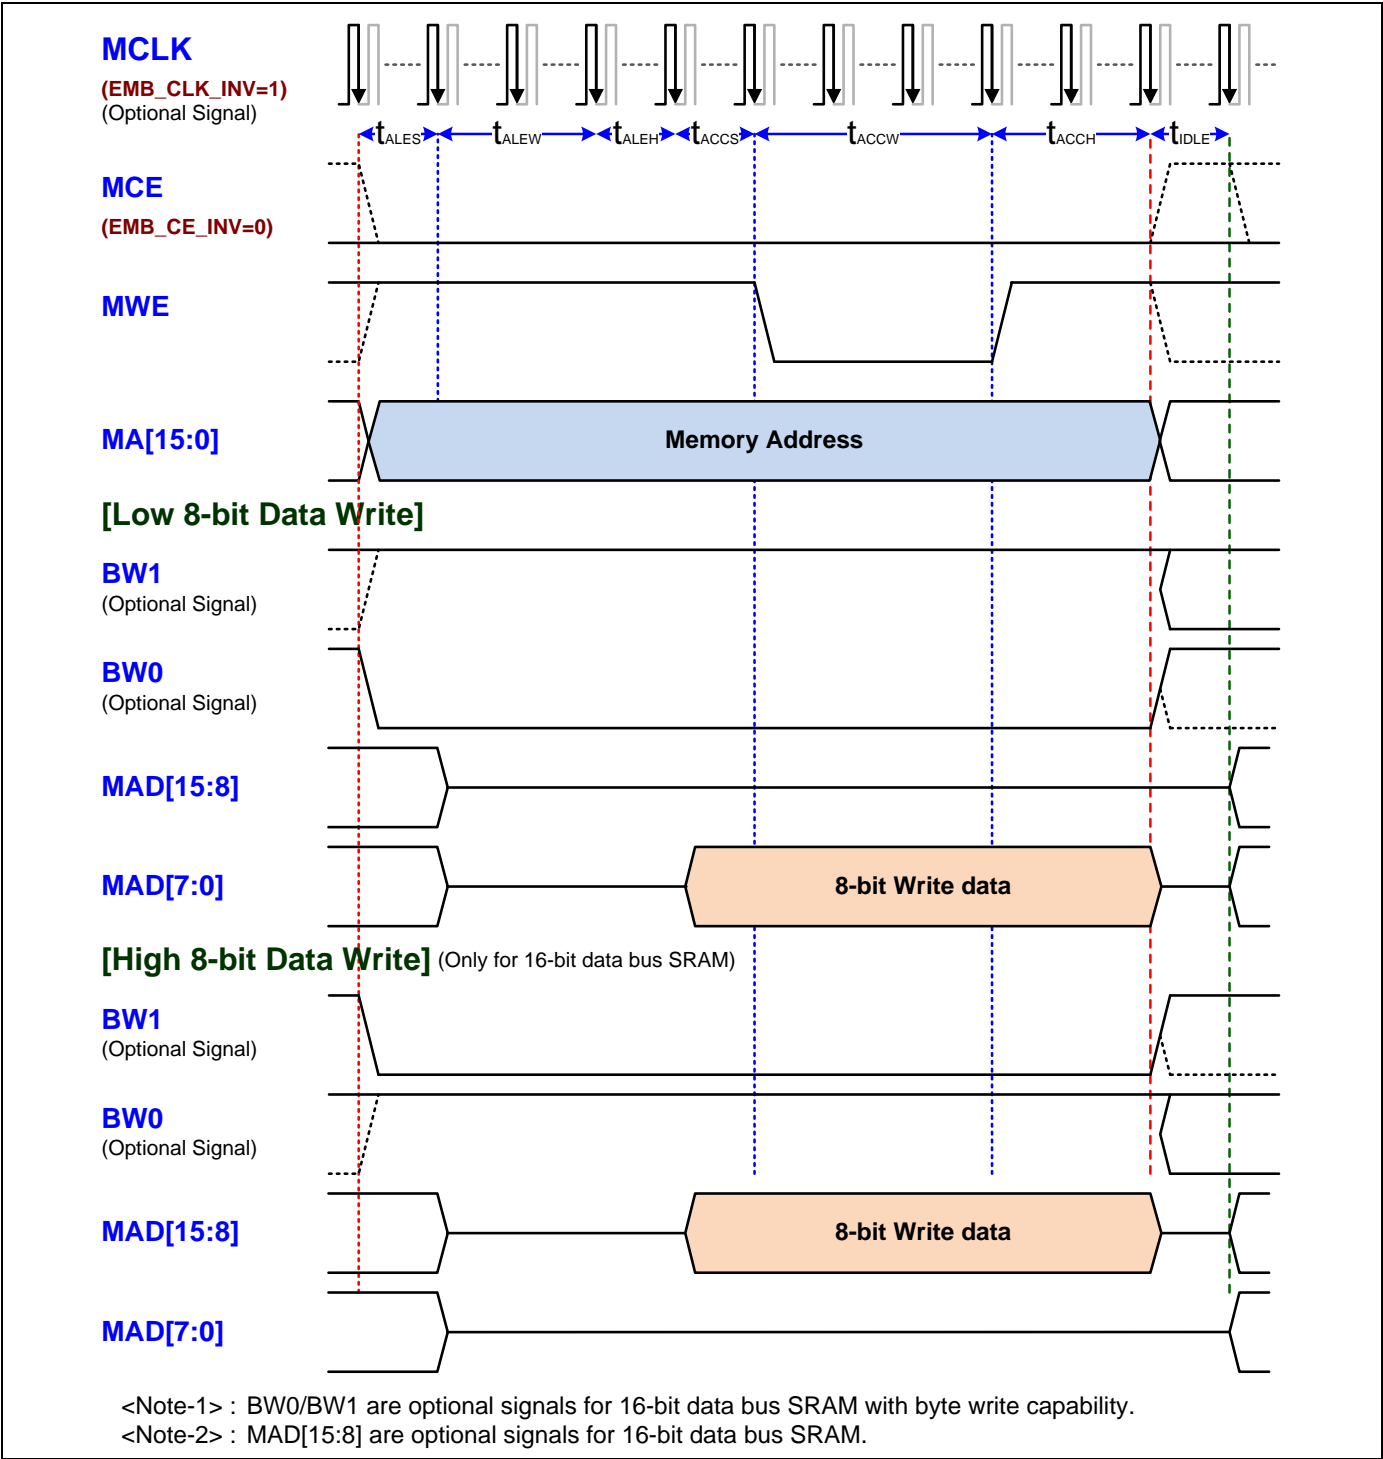 MCLK
(EMB_CLK_INV=1)
(Optional Signal)
tALES tALEW tALEH tACCS tACCW tACCH tIDLE
MCE
(EMB_CE_INV=0)
MWE
MA[15:0] Memory Address
[Low 8-bit Data Write]
BW1
(Optional Signal)
BW0
(Optional Signal)
MAD[15:8]
MAD[7:0] 8-bit Write data
[High 8-bit Data Write] (Only for 16-bit data bus SRAM)
BW1
(Optional Signal)
BW0
(Optional Signal)
MAD[15:8] 8-bit Write data
MAD[7:0]
<Note-1> : BW0/BW1 are optional signals for 16-bit data bus SRAM with byte write capability.
<Note-2> : MAD[15:8] are optional signals for 16-bit data bus SRAM.